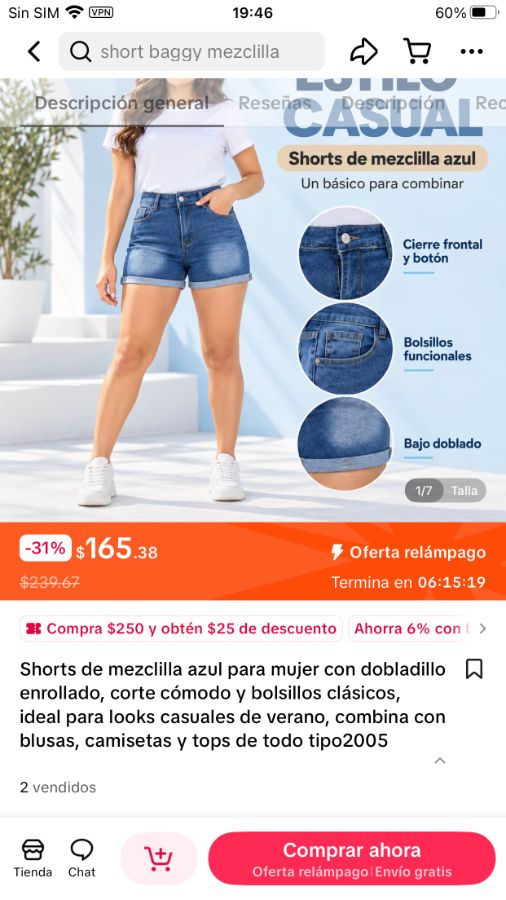 Sin SIM VPN 19:46 60%
short baggy mezclilla
Descripción general Reseñas Descripción
ESTILO
CASUAL
Shorts de mezclilla azul
Un básico para combinar
Cierre frontal
y botón
Bolsillos
funcionales
Bajo doblado
1/7 Talla
-31% $165.38 Oferta relámpago
$239.67 Termina en 06:15:19
Compra $250 y obtén $25 de descuento Ahorra 6% con
Shorts de mezclilla azul para mujer con dobladillo
enrollado, corte cómodo y bolsillos clásicos,
ideal para looks casuales de verano, combina con
blusas, camisetas y tops de todo tipo2005
2 vendidos
Tienda Chat
Comprar ahora
Oferta relámpago | Envío gratis